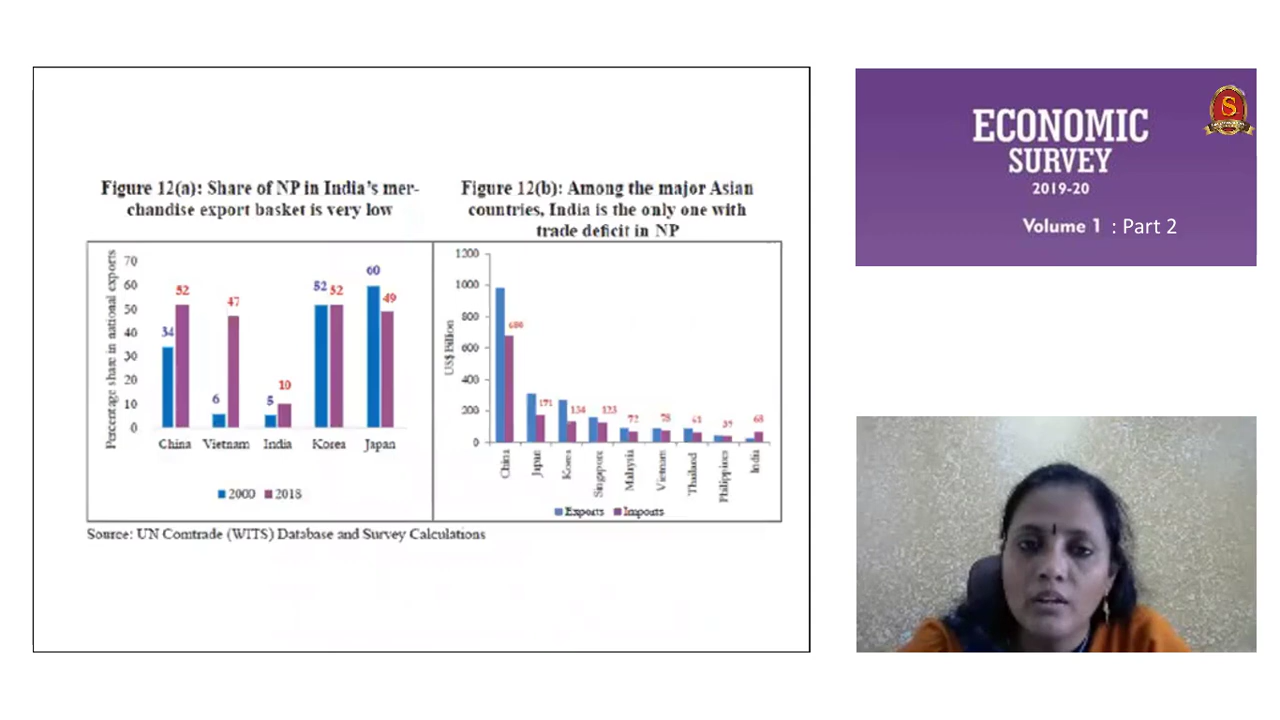 Figure 12(a): Share of NP in India's mer-
chandise export basket is very low
Figure 12(b): Among the major Asian
countries, India is the only one with
trade deficit in NP
Percentage share in national exports
70
60
50
40
30
20
10
0
34
52
6
47
5
10
52
52
60
49
China
Vietnam
India
Korea
Japan
2000
2018
US$ Billion
1200
1000
800
600
400
200
0
680
171
134
123
72
78
61
39
68
China
Japan
Korea
Singapore
Malaysia
Vietnam
Thailand
Philippines
India
Exports
Imports
Source: UN Comtrade (WITS) Database and Survey Calculations
ECONOMIC
SURVEY
2019-20
Volume 1 : Part 2
S